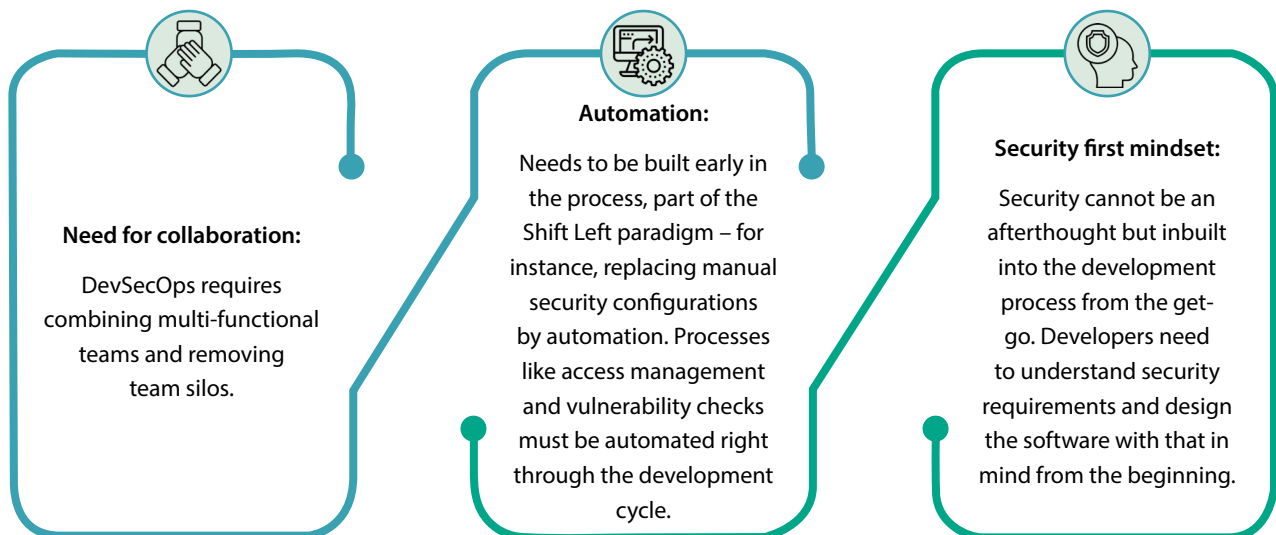 Need for collaboration:
DevSecOps requires
combining multi-functional
teams and removing
team silos.
Automation:
Needs to be built early in
the process, part of the
Shift Left paradigm – for
instance, replacing manual
security configurations
by automation. Processes
like access management
and vulnerability checks
must be automated right
through the development
cycle.
Security first mindset:
Security cannot be an
afterthought but inbuilt
into the development
process from the get-
go. Developers need
to understand security
requirements and design
the software with that in
mind from the beginning.